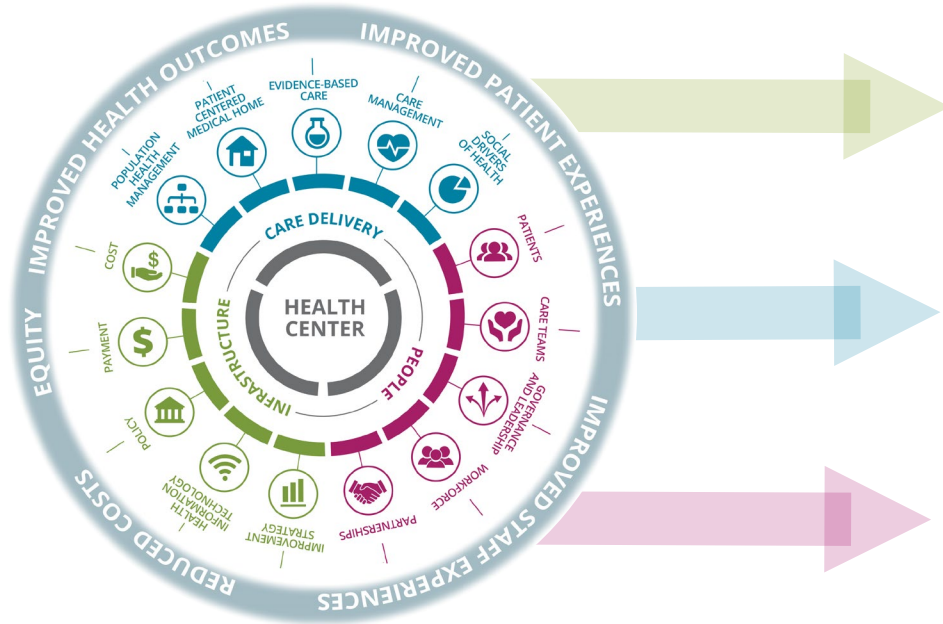 IMPROVED HEALTH OUTCOMES
IMPROVED PATIENT EXPERIENCES
IMPROVED STAFF EXPERIENCES
REDUCED COSTS
EQUITY
POPULATION
HEALTH
MANAGEMENT
PATIENT
CENTERED
MEDICAL HOME
EVIDENCE-BASED
CARE
CARE
MANAGEMENT
SOCIAL
DRIVERS
OF HEALTH
PATIENTS
CARE TEAMS
GOVERNANCE
AND LEADERSHIP
WORKFORCE
PARTNERSHIPS
IMPROVEMENT
STRATEGY
HEALTH
INFORMATION
TECHNOLOGY
POLICY
PAYMENT
COST
$
$
CARE DELIVERY
PEOPLE
INFRASTRUCTURE
HEALTH
CENTER